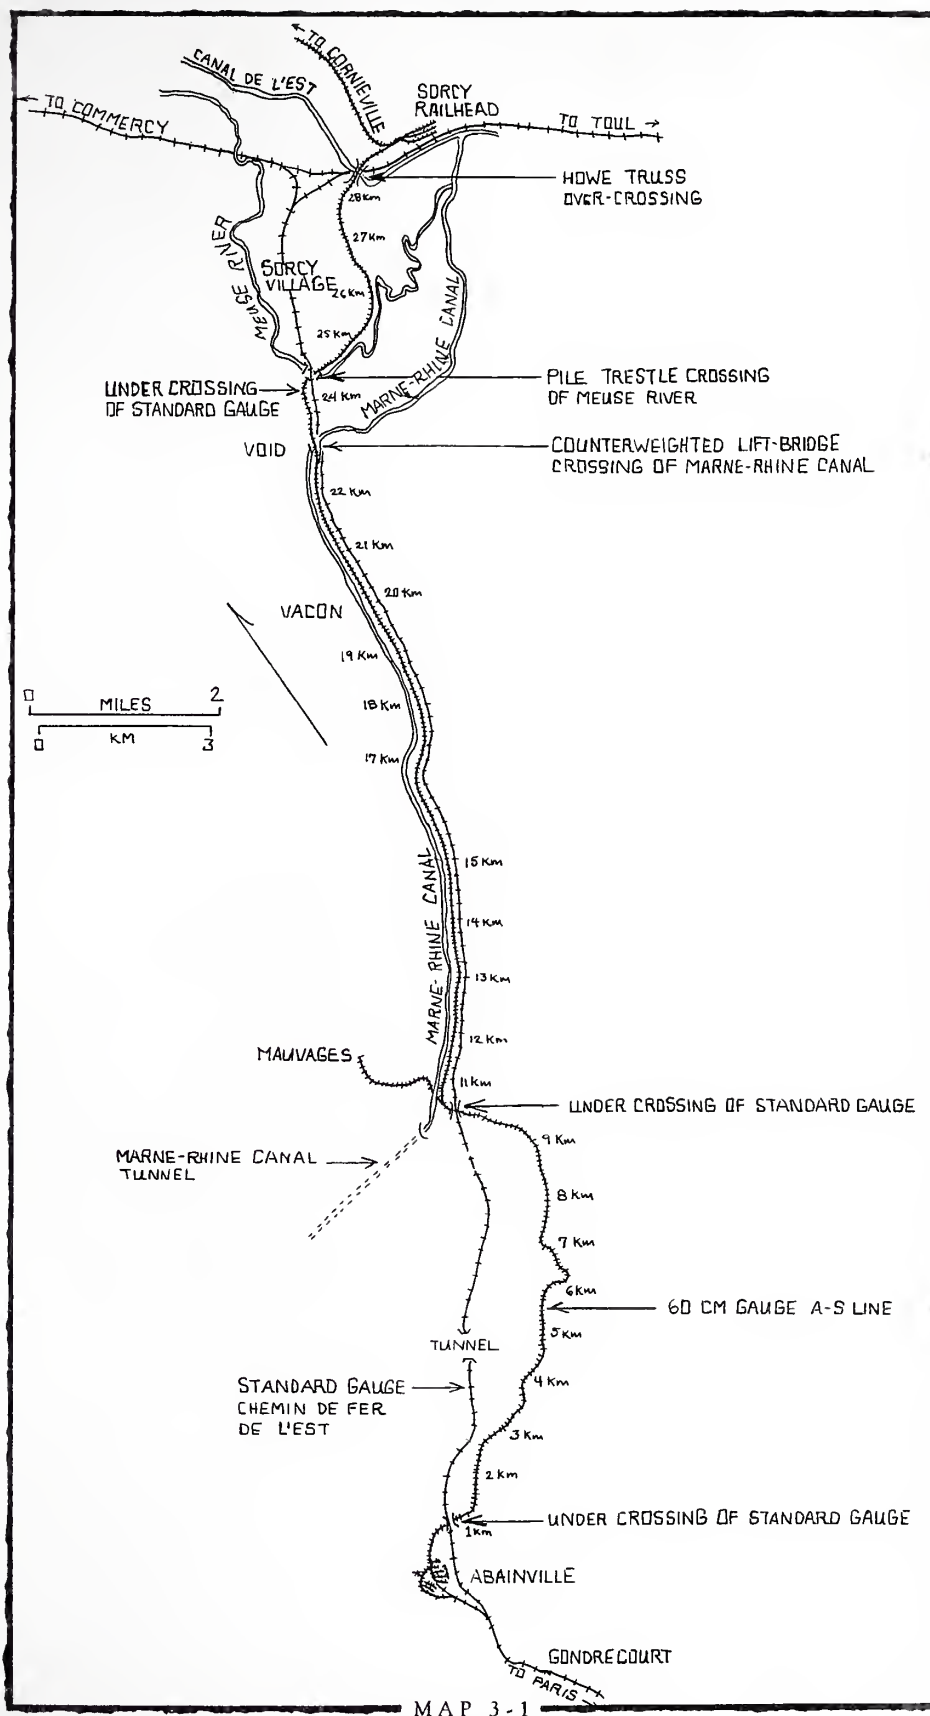 ← TO CORNIEVILLE
CANAL DE L'EST
SORCY
RAILHEAD
← TO COMMERCY
TO TOUL →
HOWE TRUSS
OVER-CROSSING
28 Km
27 Km
MEUSE RIVER
SORCY
VILLAGE
26 Km
25 Km
MARNE-RHINE CANAL
UNDER CROSSING
OF STANDARD GAUGE
24 Km
PILE TRESTLE CROSSING
OF MEUSE RIVER
VOID
COUNTERWEIGHTED LIFT-BRIDGE
CROSSING OF MARNE-RHINE CANAL
22 Km
21 Km
20 Km
VACON
19 Km
18 Km
0 MILES 2
0 KM 3
17 Km
15 Km
MARNE-RHINE CANAL
14 Km
13 Km
12 Km
MAUVAGES
11 Km
UNDER CROSSING OF STANDARD GAUGE
9 Km
MARNE-RHINE CANAL
TUNNEL
8 Km
7 Km
6 Km
60 CM GAUGE A-S LINE
5 Km
TUNNEL
4 Km
STANDARD GAUGE
CHEMIN DE FER
DE L'EST
3 Km
2 Km
UNDER CROSSING OF STANDARD GAUGE
1 Km
ABAINVILLE
GONDRECOURT
TO PARIS
MAP 3-1